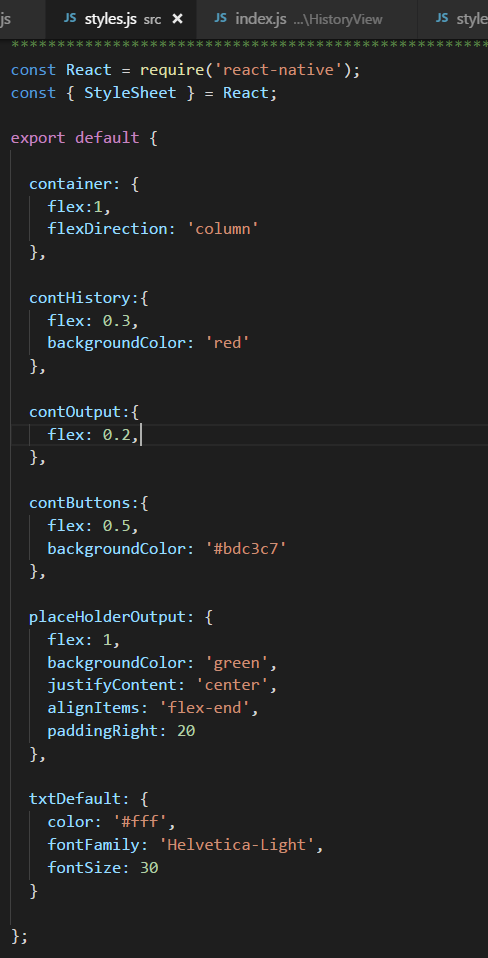 js
JS styles.js src ×
JS index.js ...\HistoryView
JS style
****************************************************
const React = require('react-native');
const { StyleSheet } = React;
export default {
container: {
flex:1,
flexDirection: 'column'
},
contHistory:{
flex: 0.3,
backgroundColor: 'red'
},
contOutput:{
flex: 0.2,
},
contButtons:{
flex: 0.5,
backgroundColor: '#bdc3c7'
},
placeHolderOutput: {
flex: 1,
backgroundColor: 'green',
justifyContent: 'center',
alignItems: 'flex-end',
paddingRight: 20
},
txtDefault: {
color: '#fff',
fontFamily: 'Helvetica-Light',
fontSize: 30
}
};